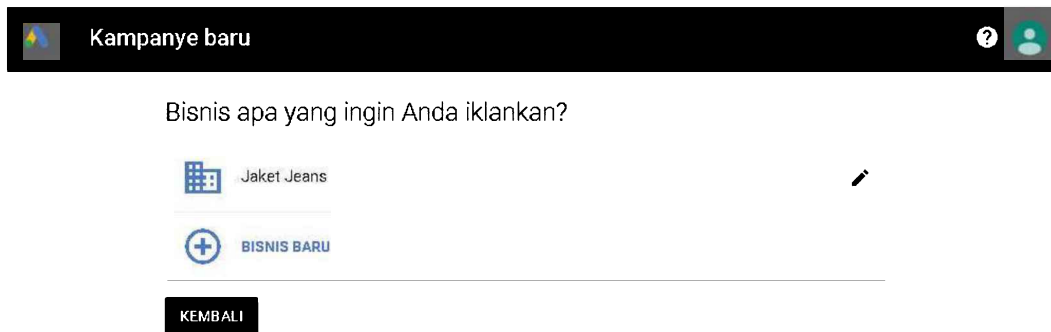 Kampanye baru
Bisnis apa yang ingin Anda iklankan?
Jaket Jeans
BISNIS BARU
KEMBALI